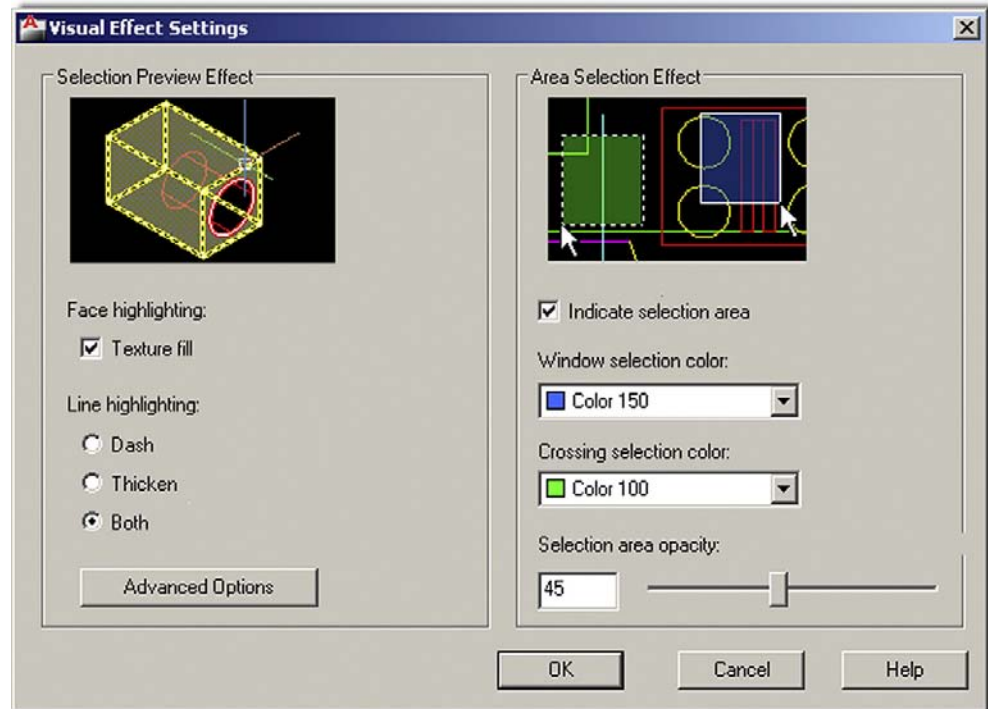 Visual Effect Settings
Selection Preview Effect
Face highlighting:
Texture fill
Line highlighting:
Dash
Thicken
Both
Advanced Options
Area Selection Effect
Indicate selection area
Window selection color:
Color 150
Crossing selection color:
Color 100
Selection area opacity:
45
OK
Cancel
Help